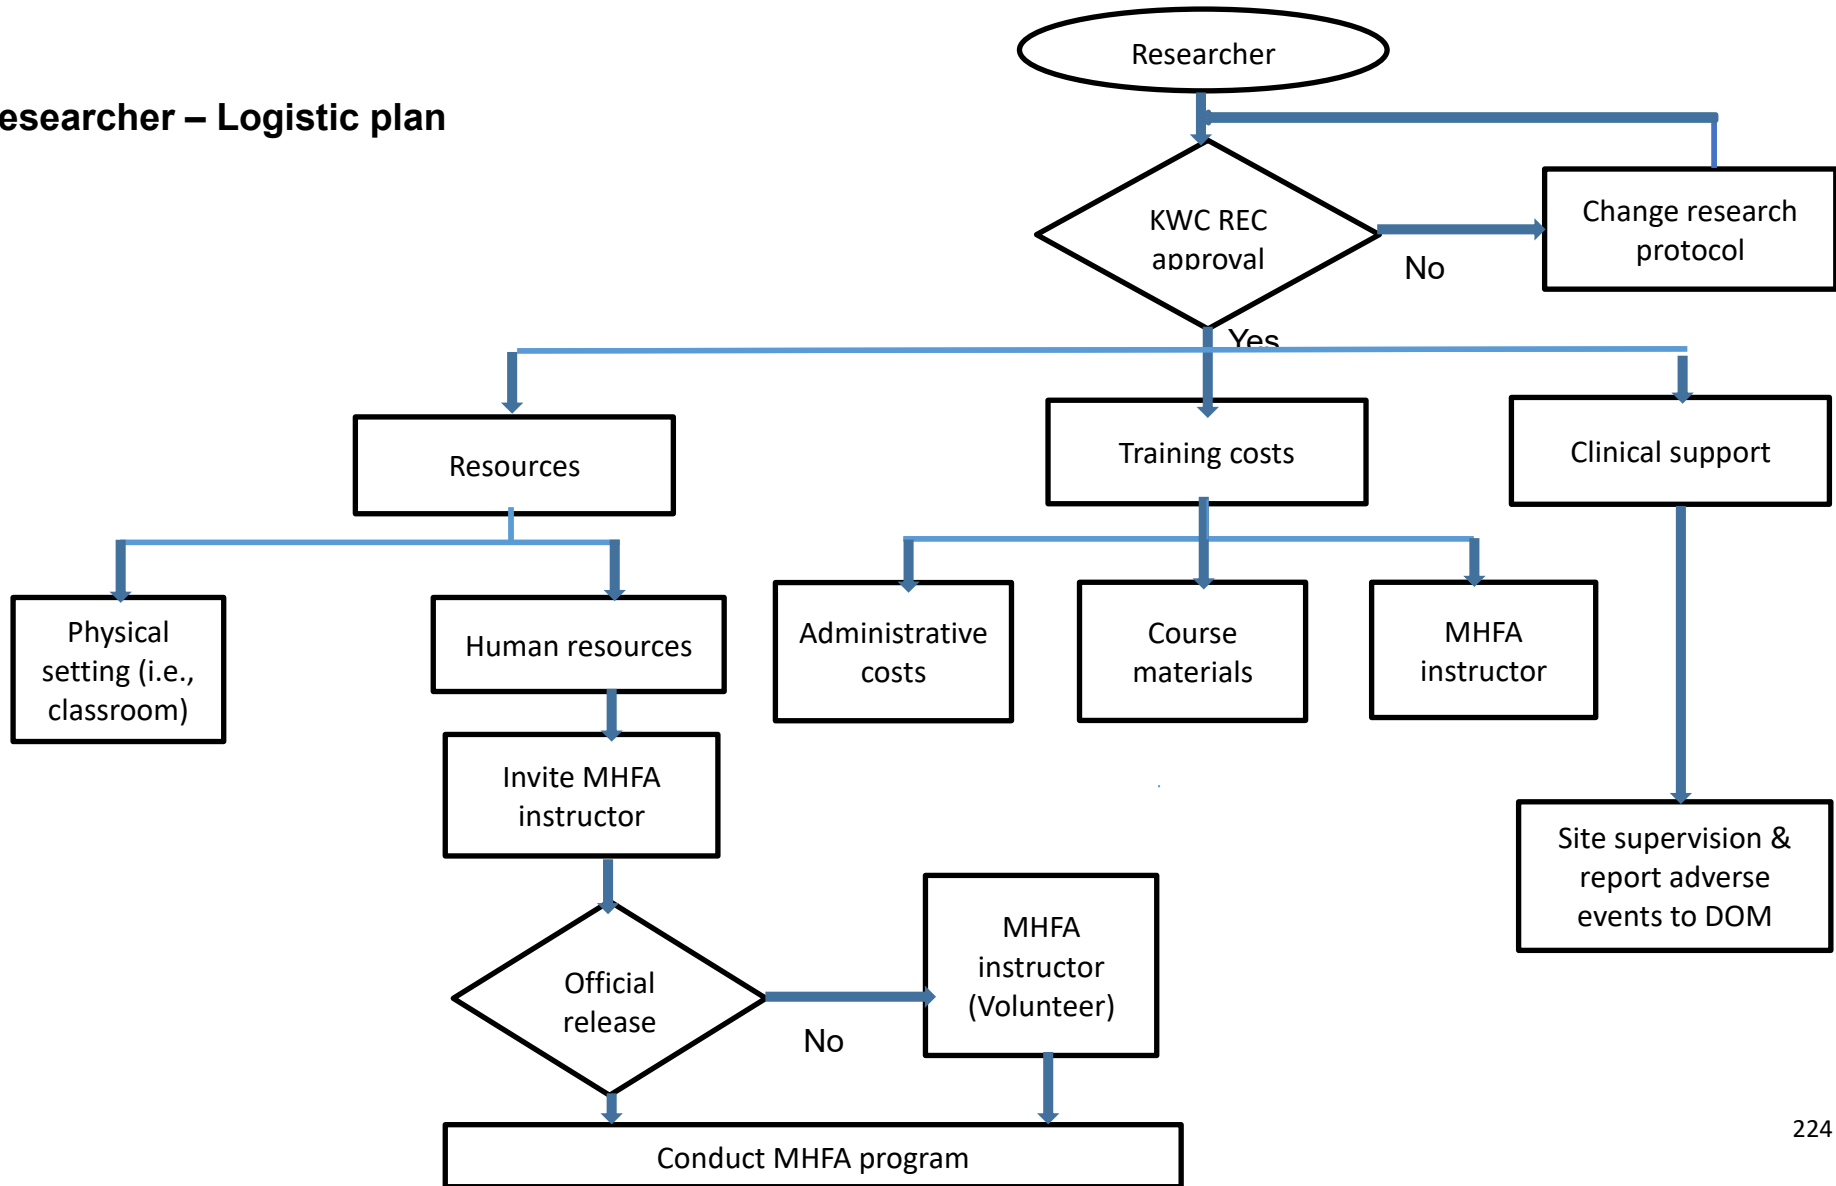 Researcher
esearcher – Logistic plan
KWC REC
approval
Change research
protocol
No
Yes
Resources
Training costs
Clinical support
Physical
setting (i.e.,
classroom)
Human resources
Administrative
costs
Course
materials
MHFA
instructor
Invite MHFA
instructor
Site supervision &
report adverse
events to DOM
MHFA
instructor
(Volunteer)
Official
release
No
Conduct MHFA program
224